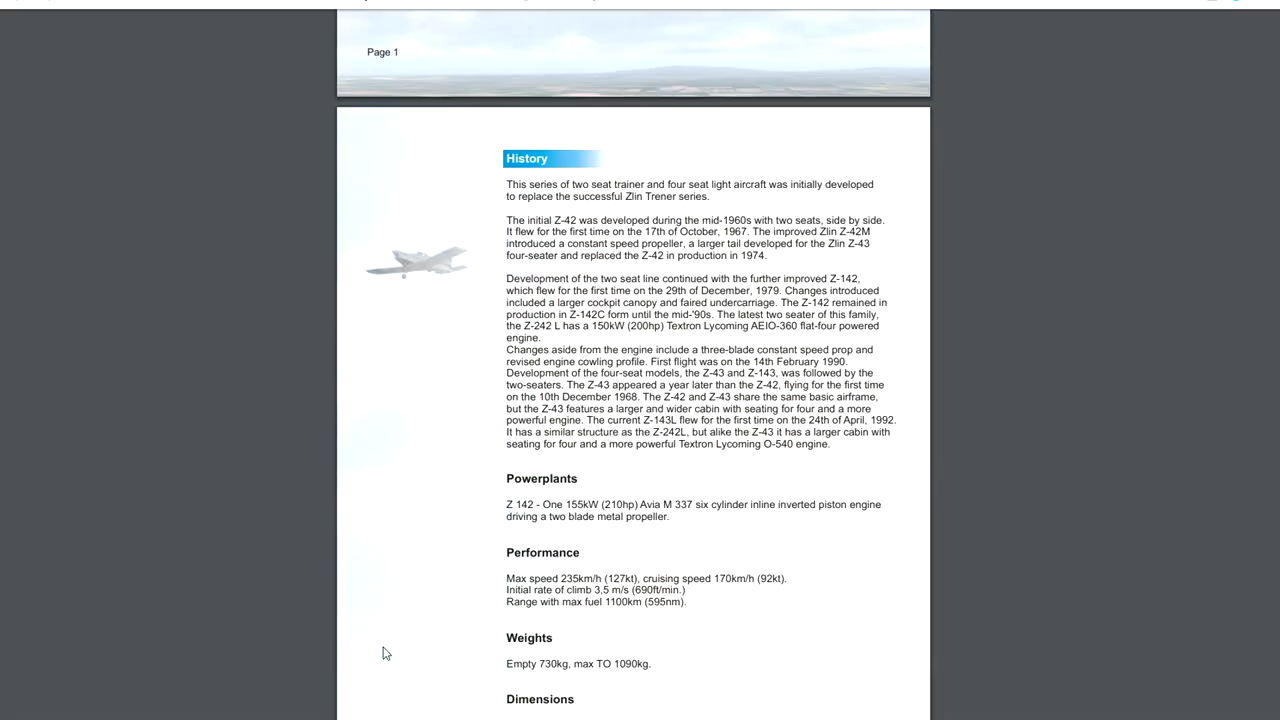 Page 1
History
This series of two seat trainer and four seat light aircraft was initially developed
to replace the successful Zlin Trener series.
The initial Z-42 was developed during the mid-1960s with two seats, side by side.
It flew for the first time on the 17th of October, 1967. The improved Zlin Z-42M
introduced a constant speed propeller, a larger tail developed for the Zlin Z-43
four-seater and replaced the Z-42 in production in 1974.
Development of the two seat line continued with the further improved Z-142,
which flew for the first time on the 29th of December, 1979. Changes introduced
included a larger cockpit canopy and faired undercarriage. The Z-142 remained in
production in Z-142C form until the mid-'90s. The latest two seater of this family,
the Z-242 L has a 150kW (200hp) Textron Lycoming AEIO-360 flat-four powered
engine.
Changes aside from the engine include a three-blade constant speed prop and
revised engine cowling profile. First flight was on the 14th February 1990.
Development of the four-seat models, the Z-43 and Z-143, was followed by the
two-seaters. The Z-43 appeared a year later than the Z-42, flying for the first time
on the 10th December 1968. The Z-42 and Z-43 share the same basic airframe,
but the Z-43 features a larger and wider cabin with seating for four and a more
powerful engine. The current Z-143L flew for the first time on the 24th of April, 1992.
It has a similar structure as the Z-242L, but alike the Z-43 it has a larger cabin with
seating for four and a more powerful Textron Lycoming O-540 engine.
Powerplants
Z 142 - One 155kW (210hp) Avia M 337 six cylinder inline inverted piston engine
driving a two blade metal propeller.
Performance
Max speed 235km/h (127kt), cruising speed 170km/h (92kt).
Initial rate of climb 3,5 m/s (690ft/min.)
Range with max fuel 1100km (595nm).
Weights
Empty 730kg, max TO 1090kg.
Dimensions